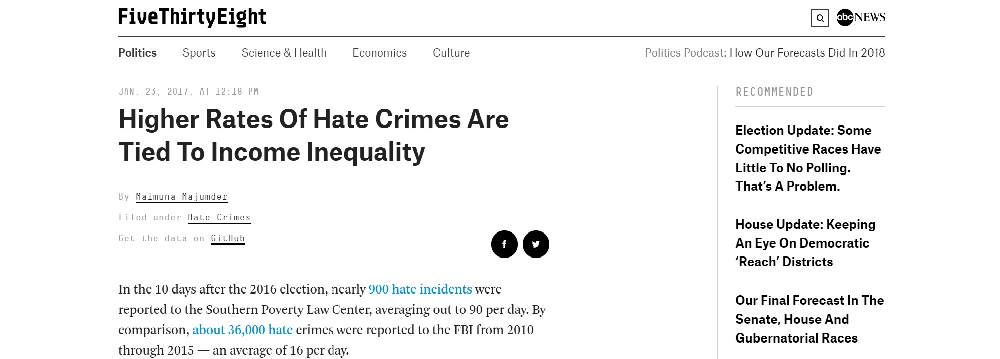 FiveThirtyEight
abc NEWS
Politics Sports Science & Health Economics Culture Politics Podcast: How Our Forecasts Did In 2018
JAN. 23, 2017, AT 12:18 PM
Higher Rates Of Hate Crimes Are
Tied To Income Inequality
By Maimuna Majumder
Filed under Hate Crimes
Get the data on GitHub
f
In the 10 days after the 2016 election, nearly 900 hate incidents were
reported to the Southern Poverty Law Center, averaging out to 90 per day. By
comparison, about 36,000 hate crimes were reported to the FBI from 2010
through 2015 — an average of 16 per day.
RECOMMENDED
Election Update: Some
Competitive Races Have
Little To No Polling.
That’s A Problem.
House Update: Keeping
An Eye On Democratic
‘Reach’ Districts
Our Final Forecast In The
Senate, House And
Gubernatorial Races